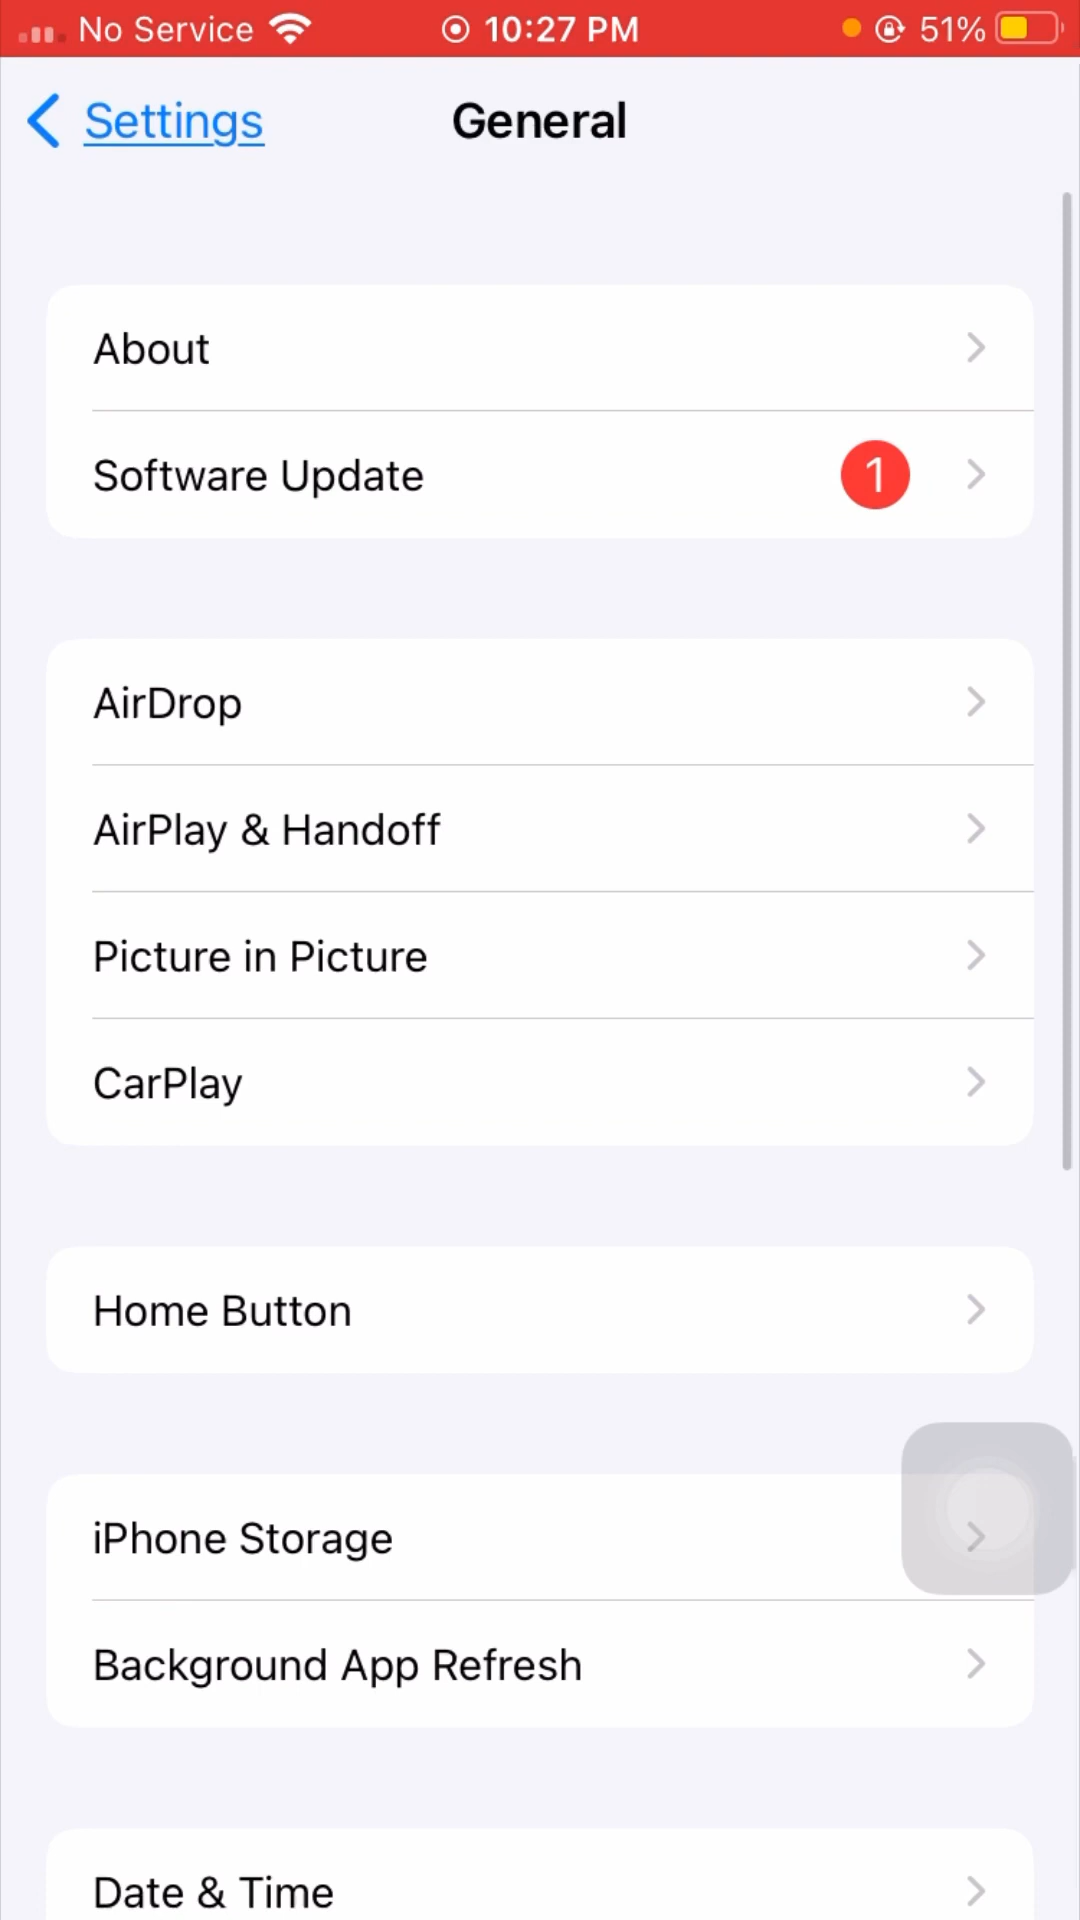 No Service 10:27 PM 51%
Settings General
About
Software Update 1
AirDrop
AirPlay & Handoff
Picture in Picture
CarPlay
Home Button
iPhone Storage
Background App Refresh
Date & Time